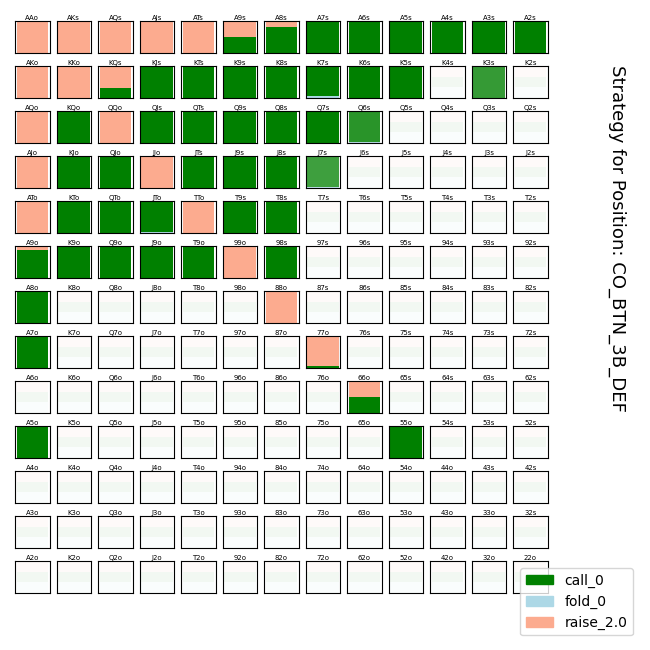 AAo AKs AQs AJs ATs A9s A8s A7s A6s A5s A4s A3s A2s
AKo KKo KQs KJs KTs K9s K8s K7s K6s K5s K4s K3s K2s
AQo KQo QQo QJs QTs Q9s Q8s Q7s Q6s Q5s Q4s Q3s Q2s
AJo KJo QJo JJo JTs J9s J8s J7s J6s J5s J4s J3s J2s
ATo KTo QTo JTo TTo T9s T8s T7s T6s T5s T4s T3s T2s
A9o K9o Q9o J9o T9o 99o 98s 97s 96s 95s 94s 93s 92s
A8o K8o Q8o J8o T8o 98o 88o 87s 86s 85s 84s 83s 82s
A7o K7o Q7o J7o T7o 97o 87o 77o 76s 75s 74s 73s 72s
A6o K6o Q6o J6o T6o 96o 86o 76o 66o 65s 64s 63s 62s
A5o K5o Q5o J5o T5o 95o 85o 75o 65o 55o 54s 53s 52s
A4o K4o Q4o J4o T4o 94o 84o 74o 64o 54o 44o 43s 42s
A3o K3o Q3o J3o T3o 93o 83o 73o 63o 53o 43o 33o 32s
A2o K2o Q2o J2o T2o 92o 82o 72o 62o 52o 42o 32o 22o
Strategy for Position: CO_BTN_3B_DEF
call_0
fold_0
raise_2.0